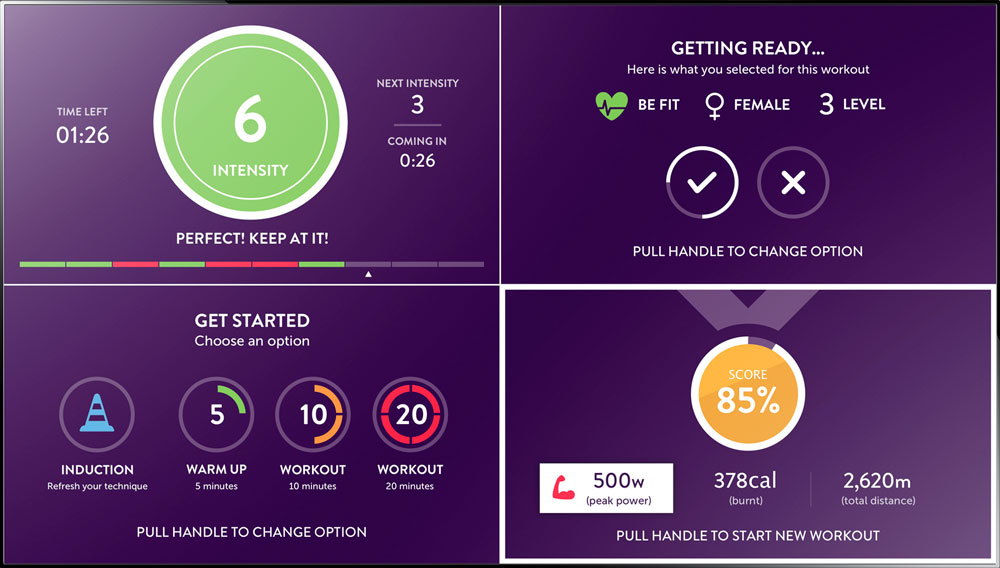 TIME LEFT
01:26
6
INTENSITY
NEXT INTENSITY
3
COMING IN
0:26
PERFECT! KEEP AT IT!
GETTING READY...
Here is what you selected for this workout
BE FIT
FEMALE
3 LEVEL
PULL HANDLE TO CHANGE OPTION
GET STARTED
Choose an option
INDUCTION
Refresh your technique
5
WARM UP
5 minutes
10
WORKOUT
10 minutes
20
WORKOUT
20 minutes
PULL HANDLE TO CHANGE OPTION
SCORE
85%
500w
(peak power)
378cal
(burnt)
2,620m
(total distance)
PULL HANDLE TO START NEW WORKOUT